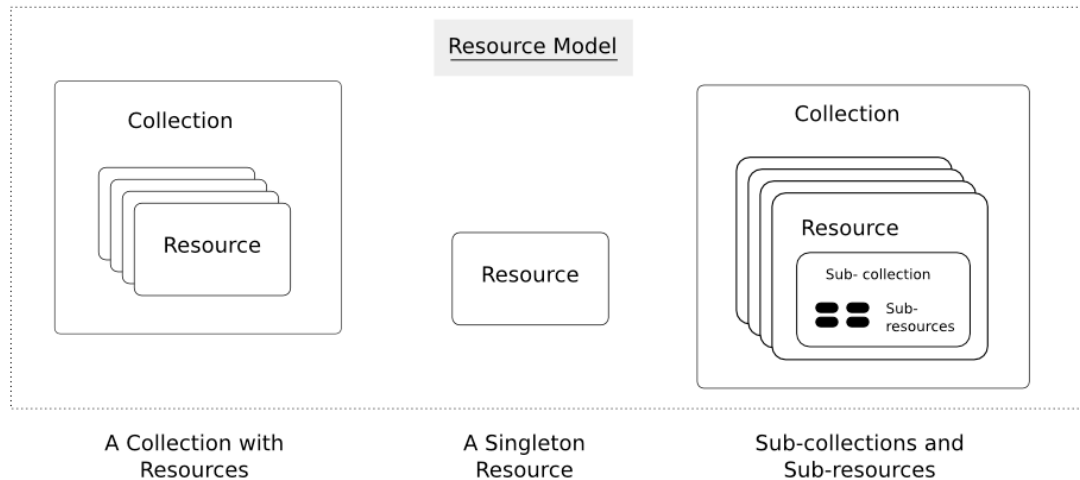 Resource Model
Collection
Resource
Resource
Collection
Resource
Sub- collection
Sub-
resources
A Collection with
Resources
A Singleton
Resource
Sub-collections and
Sub-resources